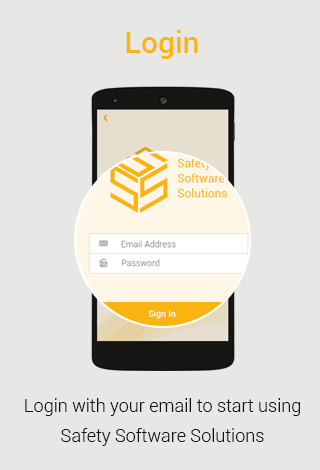 Login
Safety
Software
Solutions
Email Address
Password
Sign In
Login with your email to start using
Safety Software Solutions